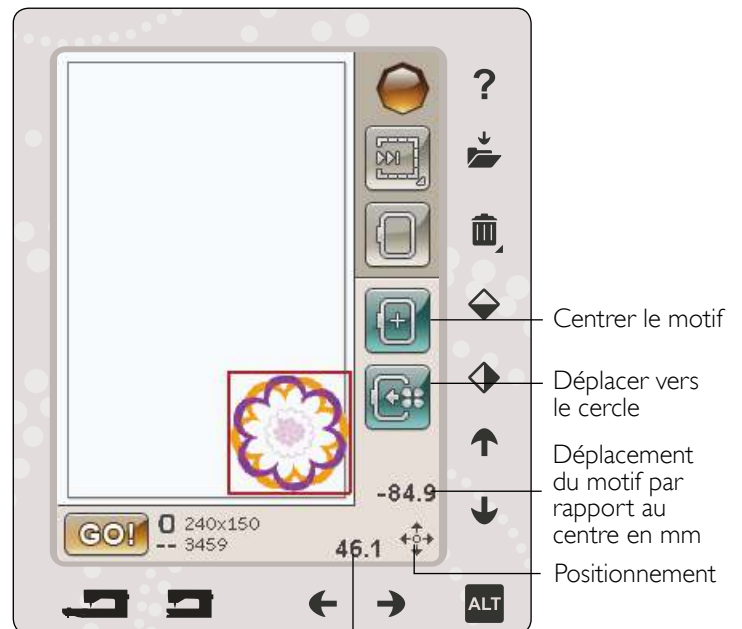 ?
Centrer le motif
Déplacer vers
le cercle
Déplacement
du motif par
rapport au
centre en mm
-84.9
GO! 240x150
-- 3459
46.1
Positionnement
ALT